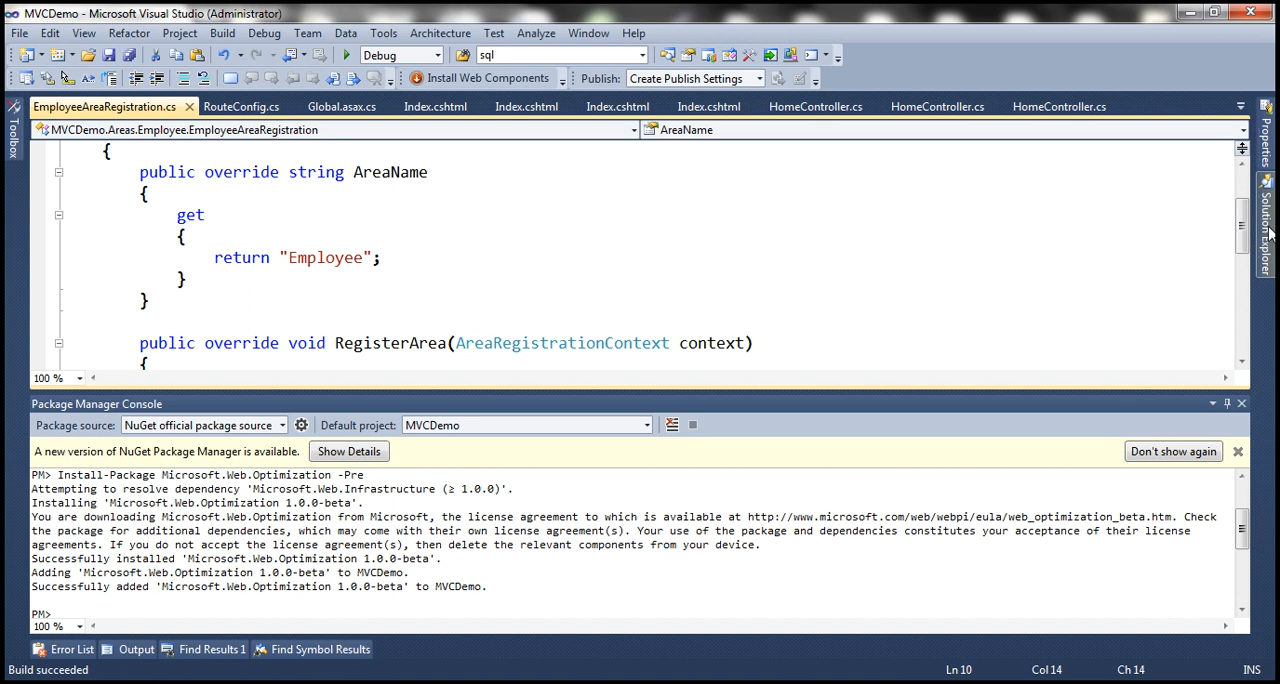 MVCDemo - Microsoft Visual Studio (Administrator)
File Edit View Refactor Project Build Debug Team Data Tools Architecture Test Analyze Window Help
Debug sql
Install Web Components Publish: Create Publish Settings
EmployeeAreaRegistration.cs RouteConfig.cs Global.asax.cs Index.cshtml Index.cshtml Index.cshtml Index.cshtml HomeController.cs HomeController.cs HomeController.cs
MVCDemo.Areas.Employee.EmployeeAreaRegistration AreaName
Toolbox
Properties
Solution Explorer
{
public override string AreaName
{
get
{
return "Employee";
}
}
public override void RegisterArea(AreaRegistrationContext context)
{
100 %
Package Manager Console
Package source: NuGet official package source Default project: MVCDemo
A new version of NuGet Package Manager is available. Show Details Don't show again
PM> Install-Package Microsoft.Web.Optimization -Pre
Attempting to resolve dependency 'Microsoft.Web.Infrastructure (≥ 1.0.0)'.
Installing 'Microsoft.Web.Optimization 1.0.0-beta'.
You are downloading Microsoft.Web.Optimization from Microsoft, the license agreement to which is available at http://www.microsoft.com/web/webpi/eula/web_optimization_beta.htm. Check
the package for additional dependencies, which may come with their own license agreement(s). Your use of the package and dependencies constitutes your acceptance of their license
agreements. If you do not accept the license agreement(s), then delete the relevant components from your device.
Successfully installed 'Microsoft.Web.Optimization 1.0.0-beta'.
Adding 'Microsoft.Web.Optimization 1.0.0-beta' to MVCDemo.
Successfully added 'Microsoft.Web.Optimization 1.0.0-beta' to MVCDemo.
PM>
100 %
Error List Output Find Results 1 Find Symbol Results
Build succeeded Ln 10 Col 14 Ch 14 INS